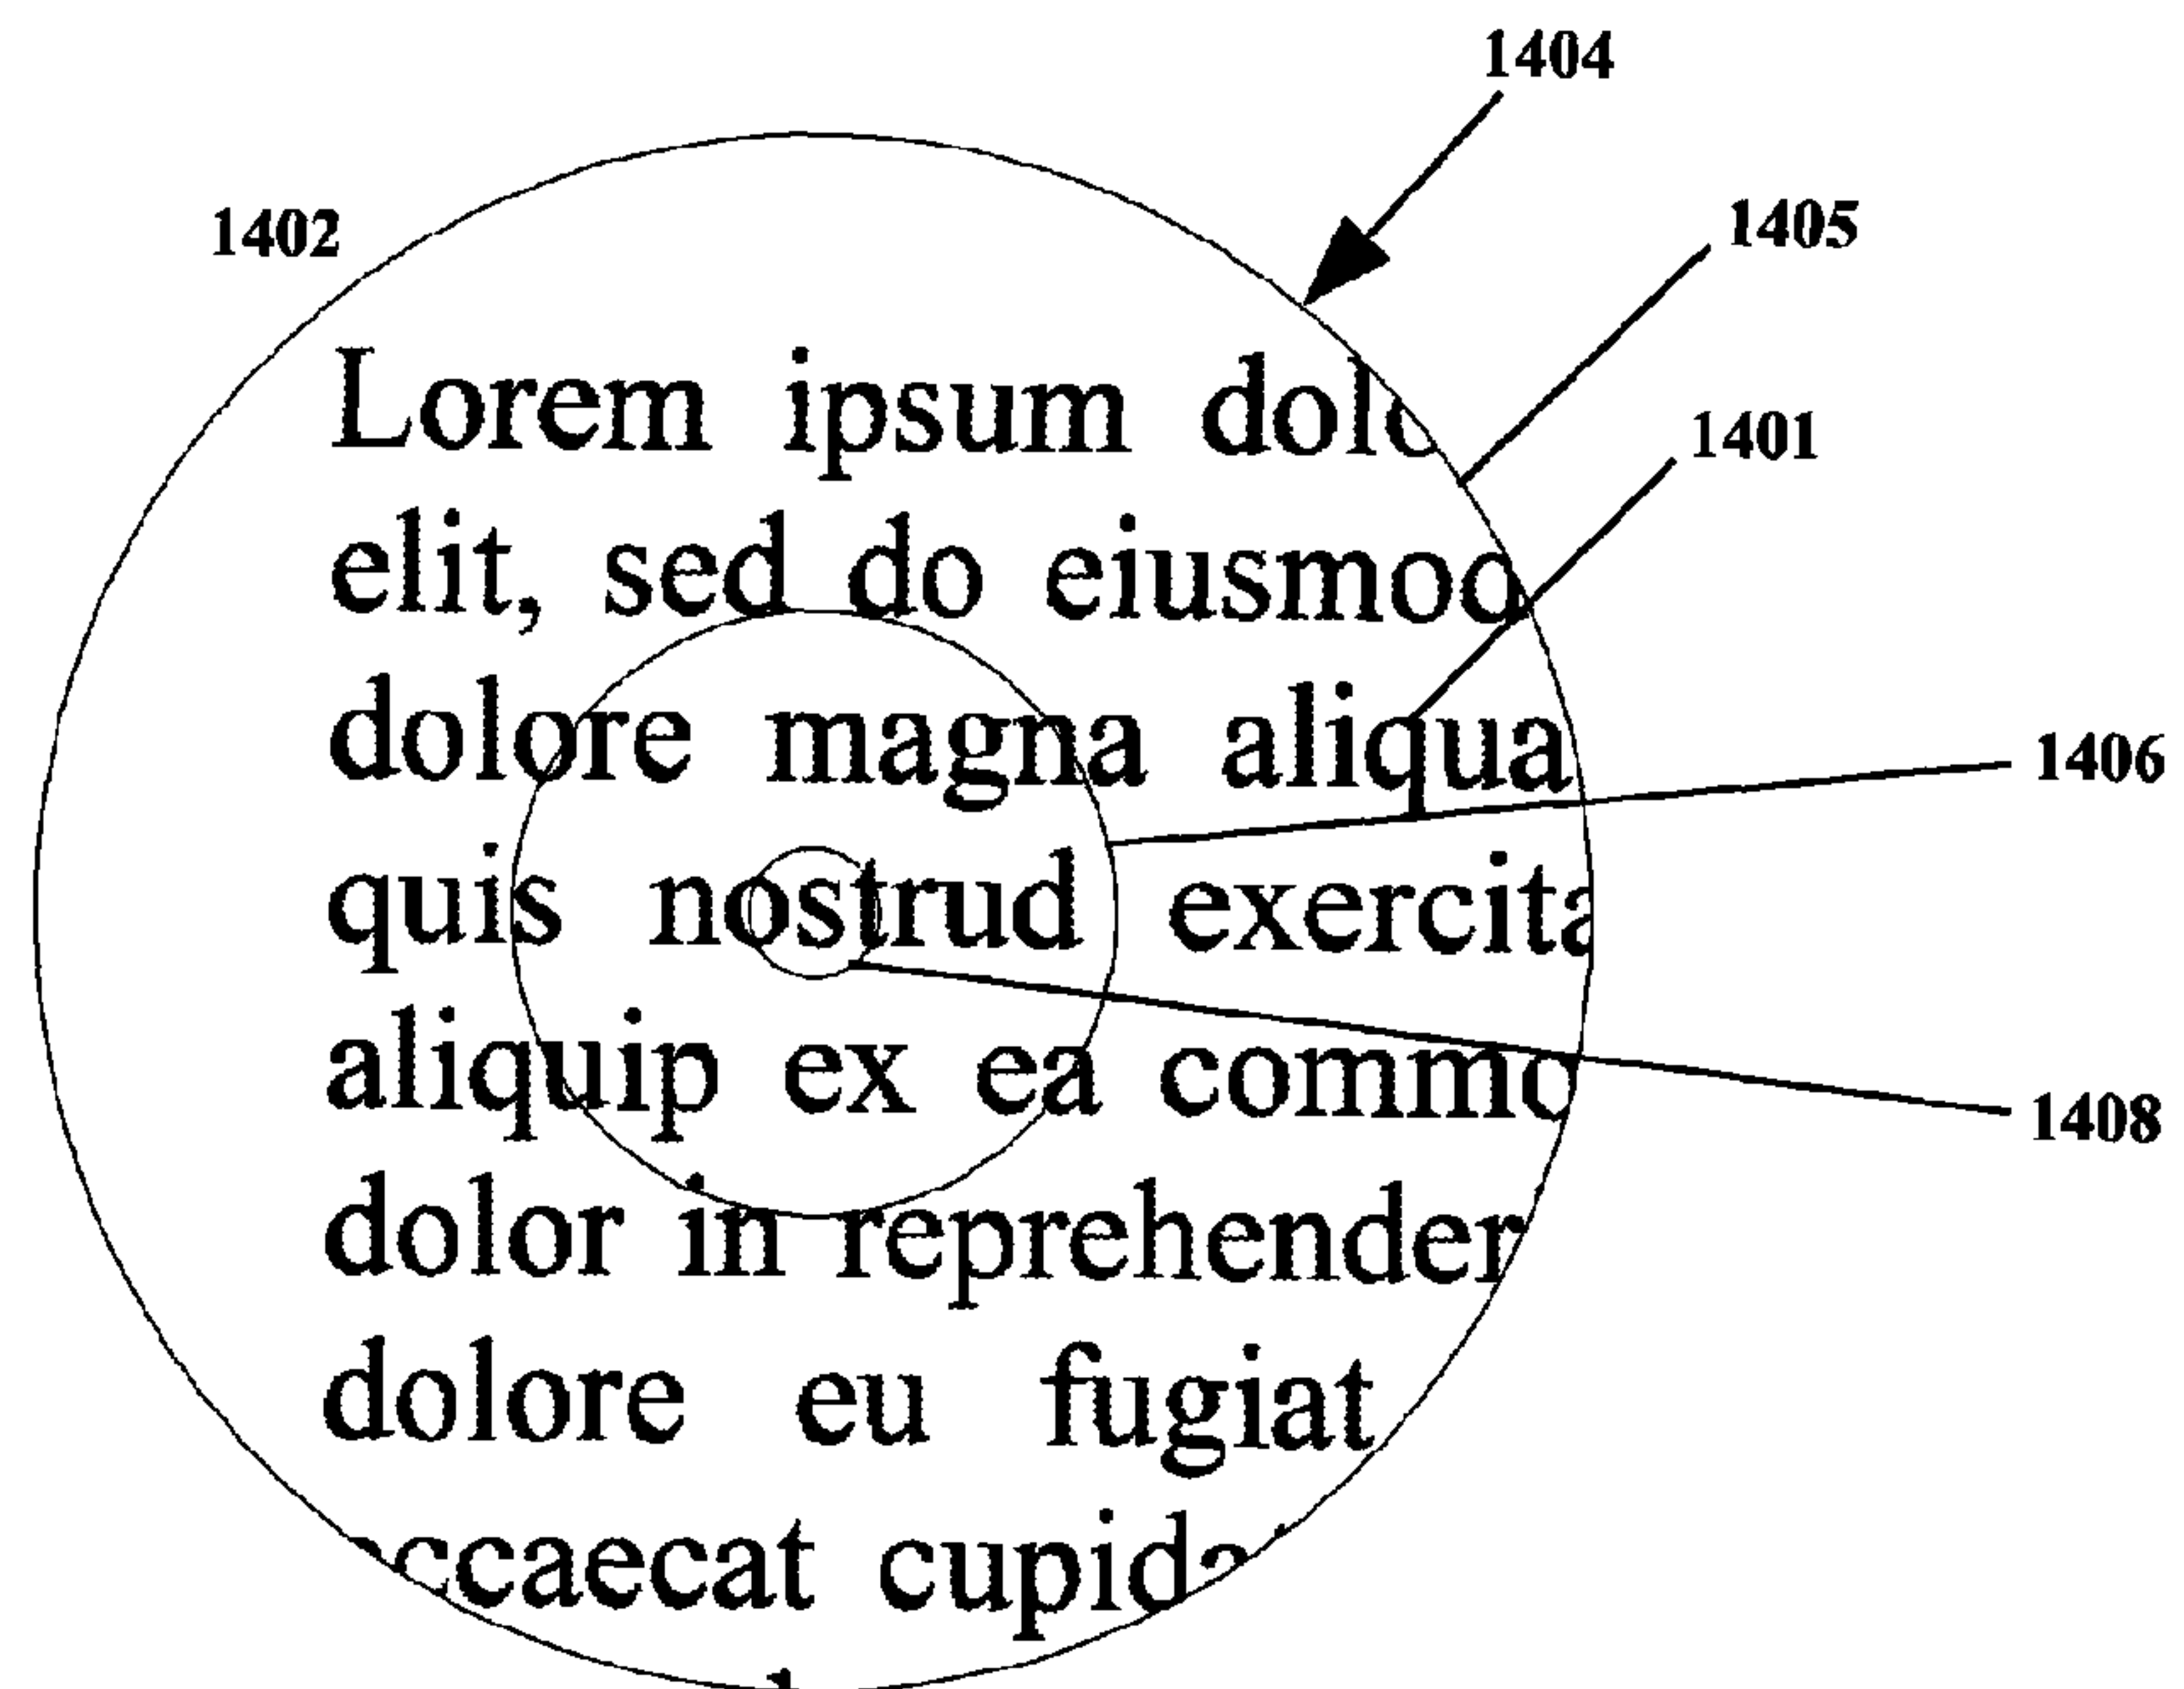 1404
1402
1405
Lorem ipsum dolo
1401
elit, sed do eiusmod
dolore magna aliqua
1406
quis nostrud exercita
aliquip ex ea commo
1408
dolor in reprehender
dolore eu fugiat
ccaecat cupida